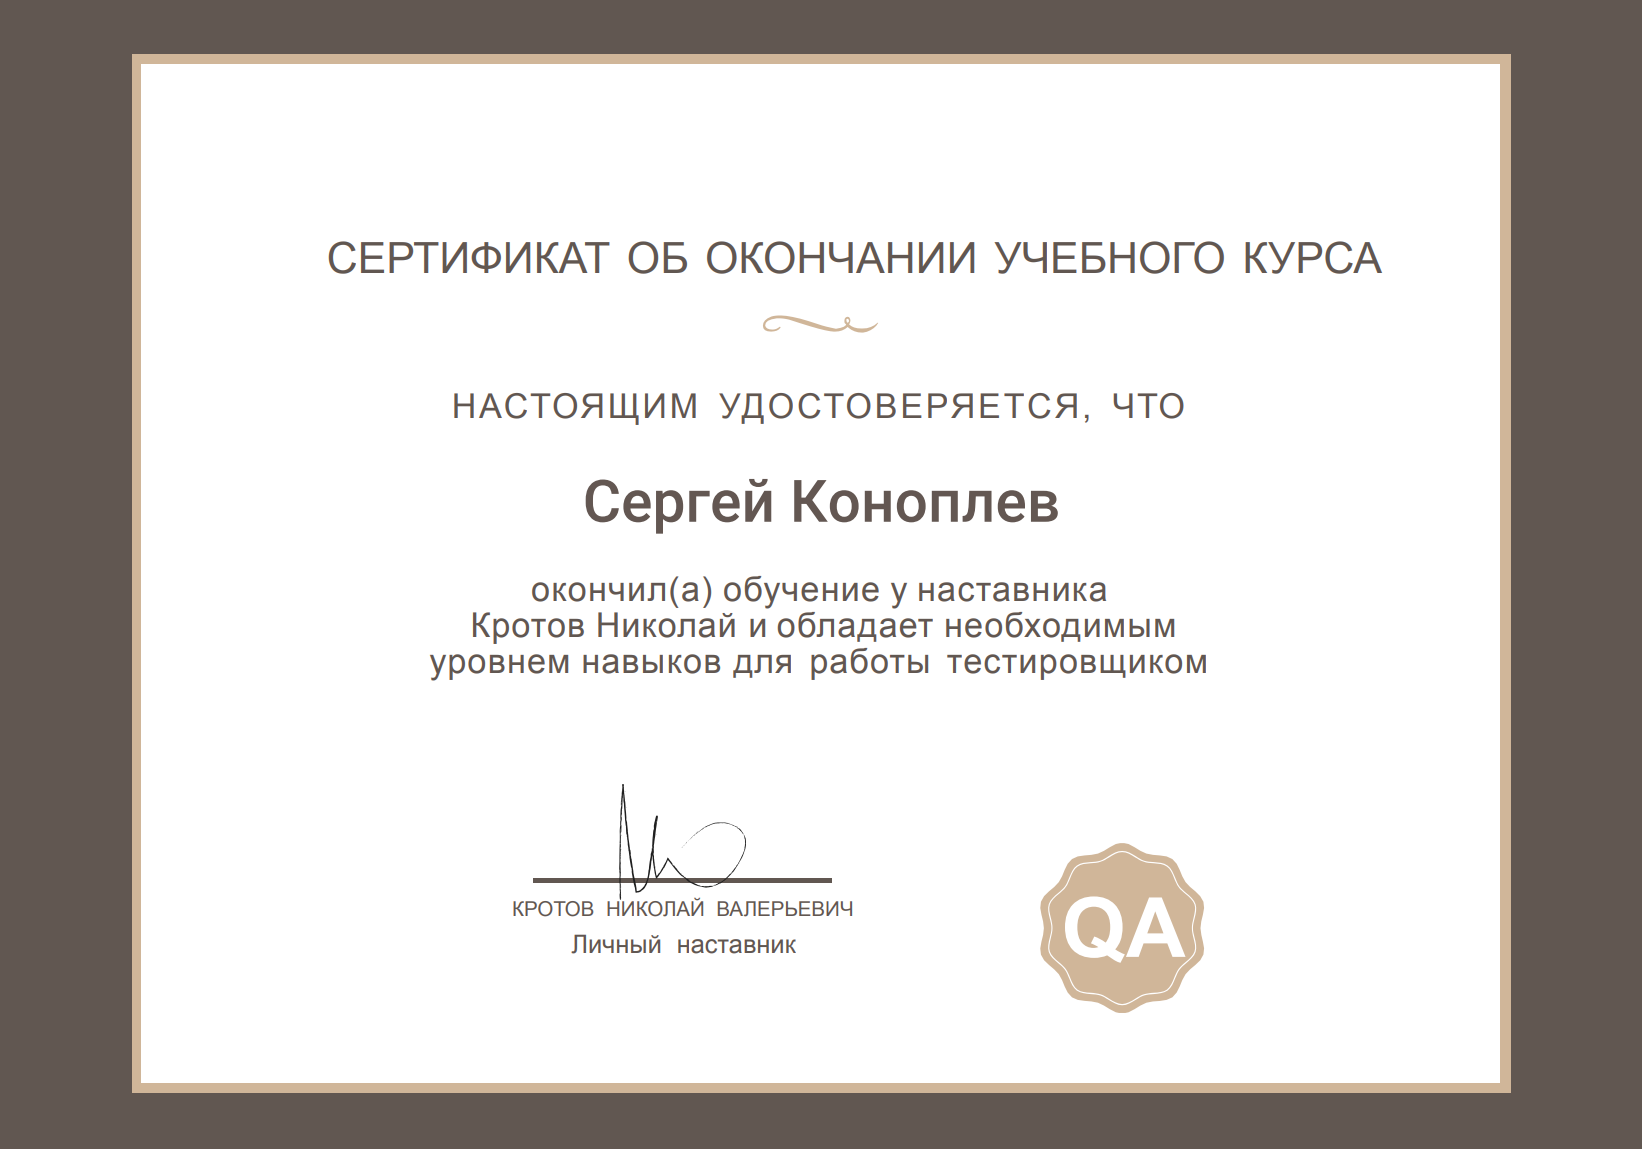 СЕРТИФИКАТ ОБ ОКОНЧАНИИ УЧЕБНОГО КУРСА
НАСТОЯЩИМ УДОСТОВЕРЯЕТСЯ, ЧТО
Сергей Коноплев
окончил(а) обучение у наставника
Кротов Николай и обладает необходимым
уровнем навыков для работы тестировщиком
КРОТОВ НИКОЛАЙ ВАЛЕРЬЕВИЧ
Личный наставник
QA